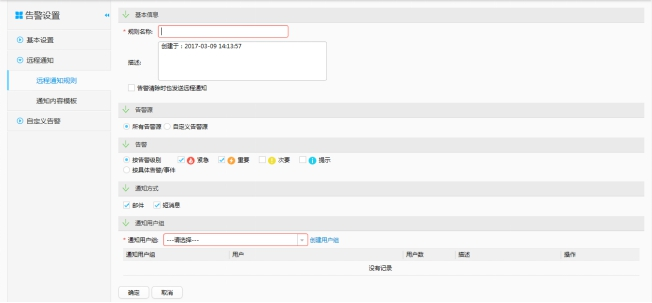 告警设置
基本设置
远程通知
远程通知规则
通知内容模板
自定义告警
基本信息
* 规则名称:
创建于：2017-03-09 14:13:57
描述:
告警清除时也发送远程通知
告警源
所有告警源 自定义告警源
告警
按告警级别 紧急 重要 次要 提示
按具体告警/事件
通知方式
邮件 短消息
通知用户组
* 通知用户组: ---请选择--- 创建用户组
通知用户组 用户 用户数 描述 操作
没有记录
确定 取消